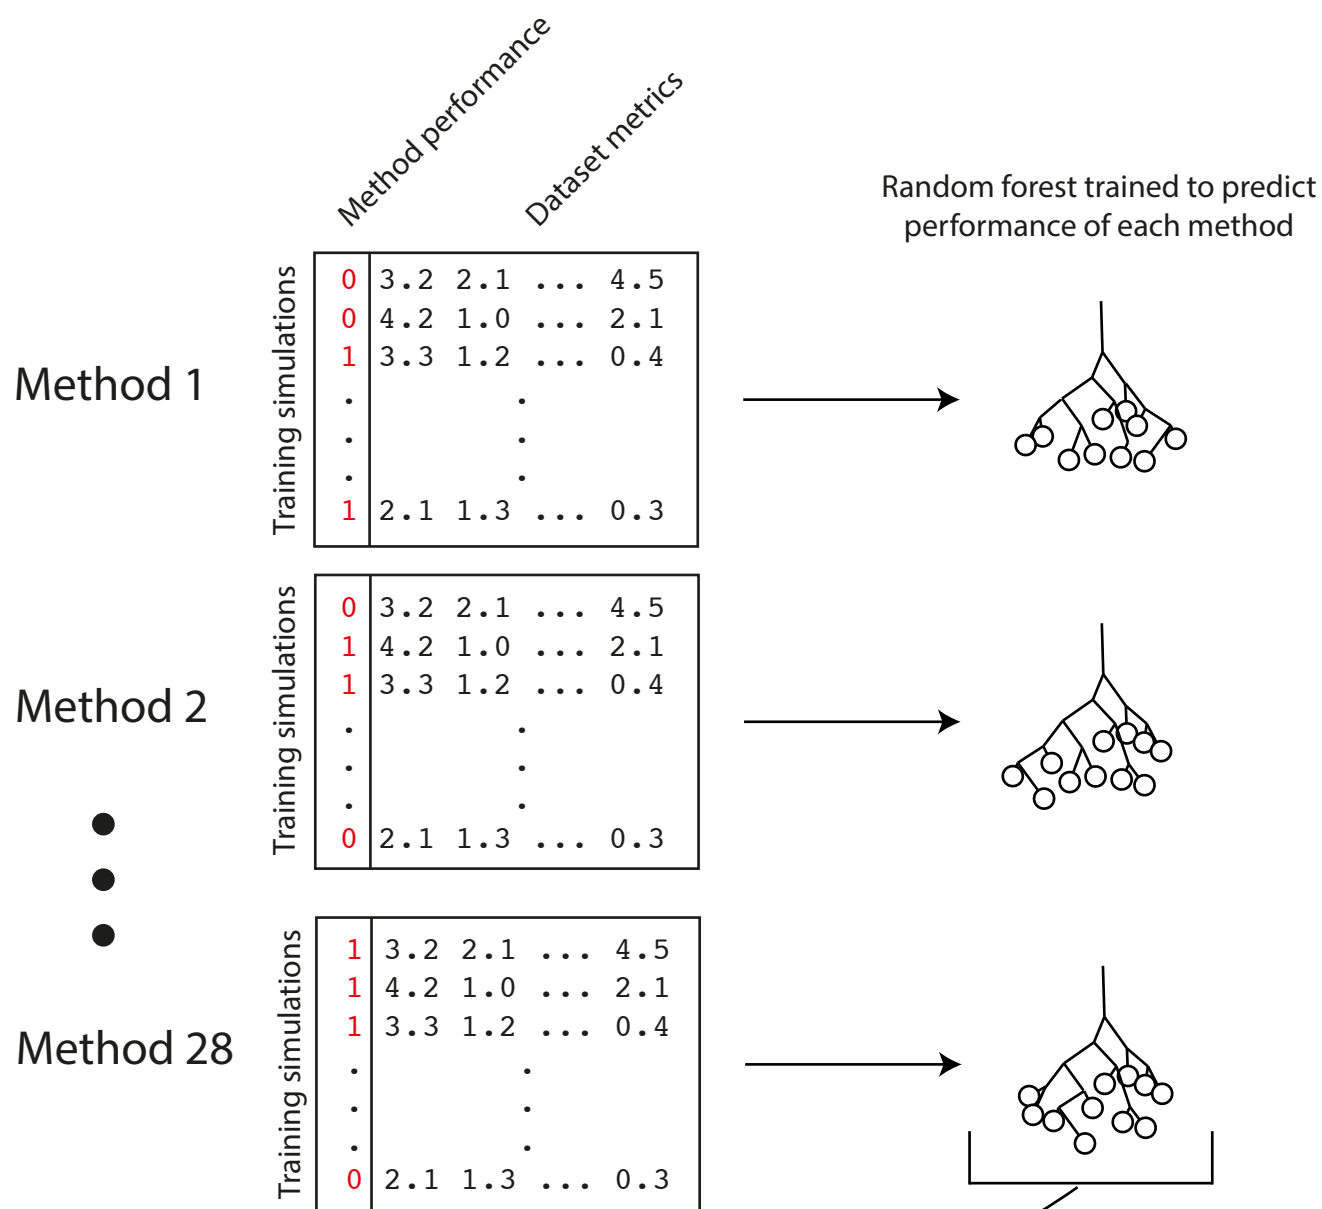 Method performance
Dataset metrics
Random forest trained to predict
performance of each method
Method 1
Training simulations
0 3.2 2.1 ... 4.5
0 4.2 1.0 ... 2.1
1 3.3 1.2 ... 0.4
. .
. .
. .
1 2.1 1.3 ... 0.3
Method 2
Training simulations
0 3.2 2.1 ... 4.5
1 4.2 1.0 ... 2.1
1 3.3 1.2 ... 0.4
. .
. .
. .
0 2.1 1.3 ... 0.3
Method 28
Training simulations
1 3.2 2.1 ... 4.5
1 4.2 1.0 ... 2.1
1 3.3 1.2 ... 0.4
. .
. .
. .
0 2.1 1.3 ... 0.3